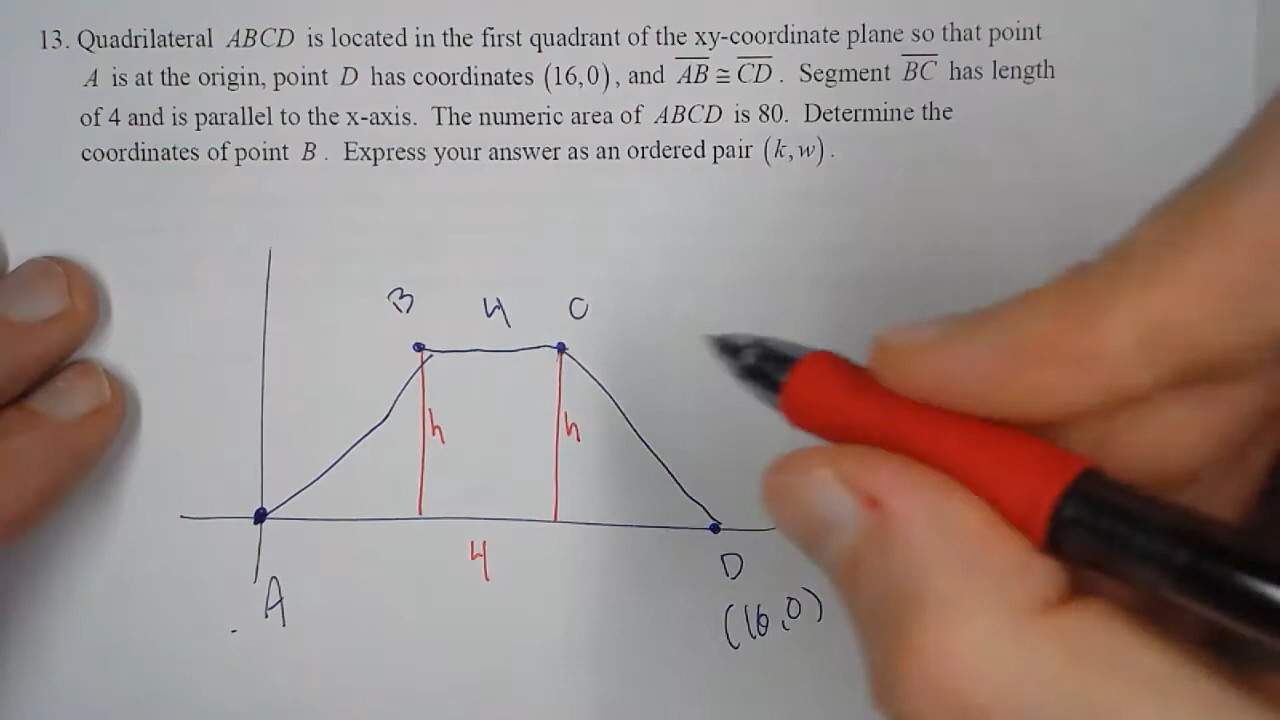 13. Quadrilateral ABCD is located in the first quadrant of the xy-coordinate plane so that point
A is at the origin, point D has coordinates (16,0), and A̅B̅ ≅ C̅D̅. Segment B̅C̅ has length
of 4 and is parallel to the x-axis. The numeric area of ABCD is 80. Determine the
coordinates of point B. Express your answer as an ordered pair (k,w).
B 4 C
h h
4
A D
(16,0)